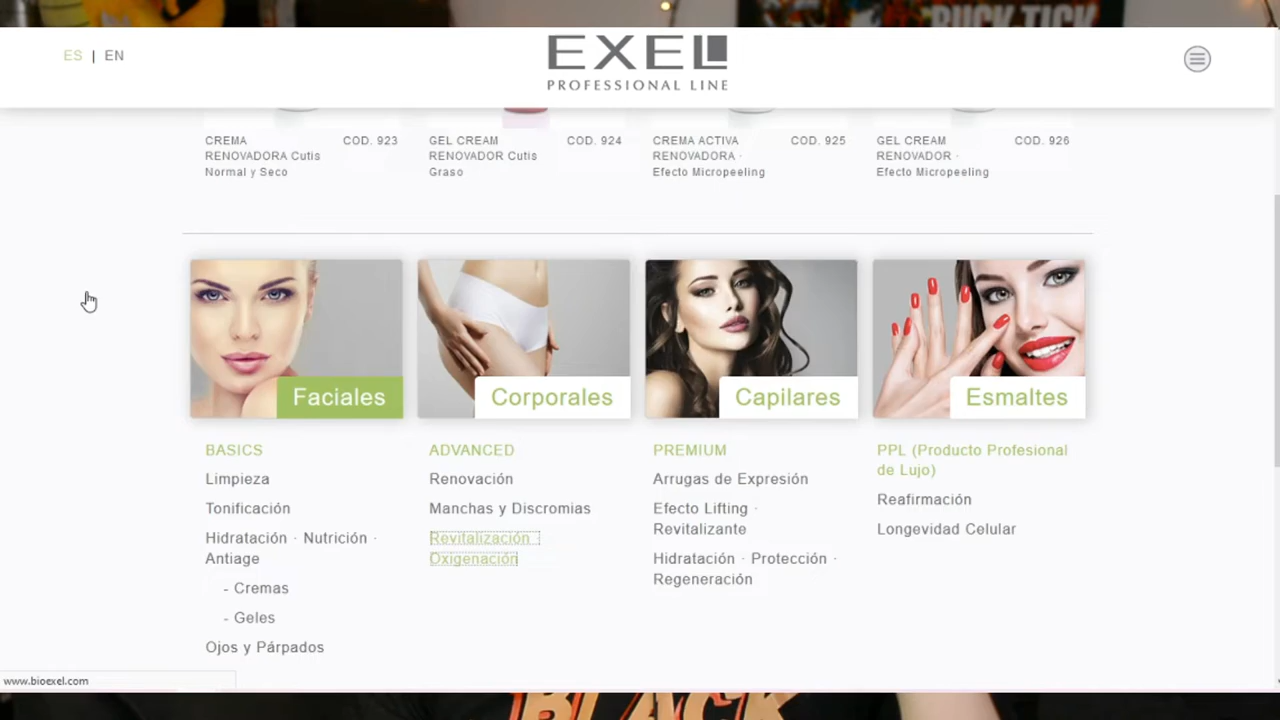 BUCK TICK
ES | EN
EXEL
PROFESSIONAL LINE
CREMA COD. 923
RENOVADORA Cutis
Normal y Seco
GEL CREAM COD. 924
RENOVADOR Cutis
Graso
CREMA ACTIVA COD. 925
RENOVADORA ·
Efecto Micropeeling
GEL CREAM COD. 926
RENOVADOR ·
Efecto Micropeeling
Faciales
Corporales
Capilares
Esmaltes
BASICS
Limpieza
Tonificación
Hidratación · Nutrición ·
Antiage
- Cremas
- Geles
Ojos y Párpados
ADVANCED
Renovación
Manchas y Discromias
Revitalización ·
Oxigenación
PREMIUM
Arrugas de Expresión
Efecto Lifting ·
Revitalizante
Hidratación · Protección ·
Regeneración
PPL (Producto Profesional
de Lujo)
Reafirmación
Longevidad Celular
www.bioexel.com
BLACK